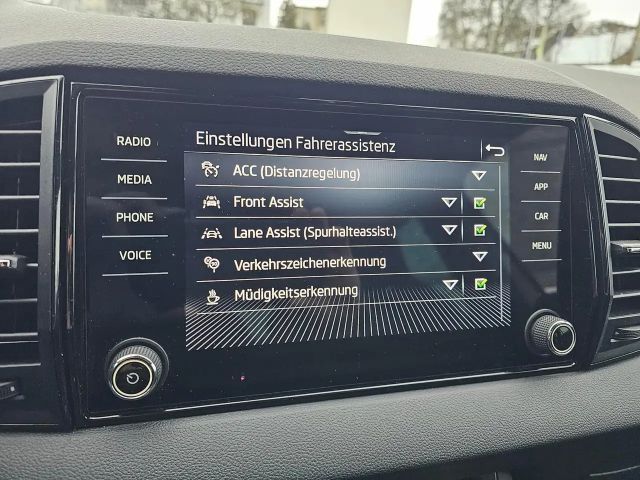 RADIO
MEDIA
PHONE
VOICE
Einstellungen Fahrerassistenz
ACC (Distanzregelung)
Front Assist
Lane Assist (Spurhalteassist.)
Verkehrszeichenerkennung
Müdigkeitserkennung
NAV
APP
CAR
MENU